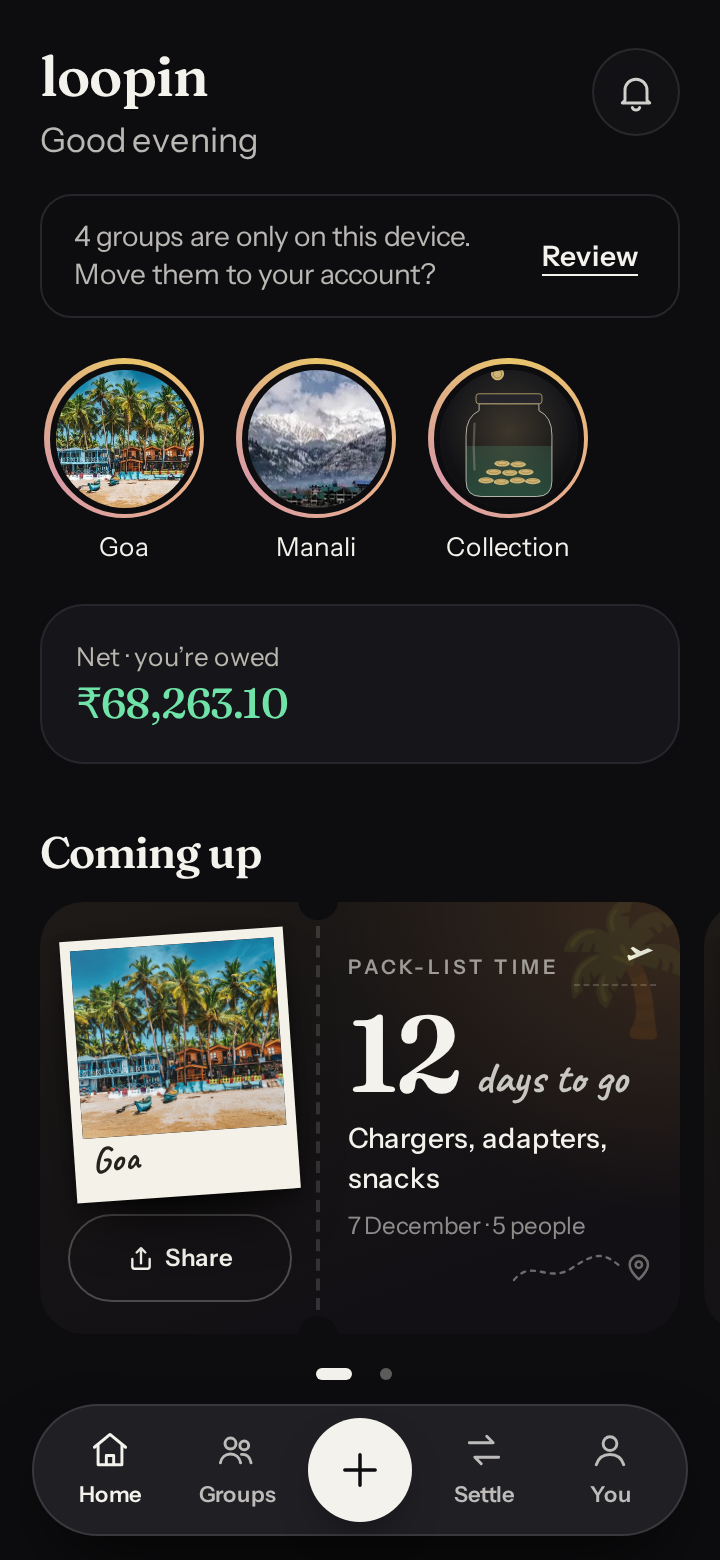 loopin
Good evening
4 groups are only on this device.
Move them to your account?
Review
Goa
Manali
Collection
Net · you’re owed
₹68,263.10
Coming up
Goa
Share
PACK-LIST TIME
12 days to go
Chargers, adapters,
snacks
7 December · 5 people
Home
Groups
Settle
You